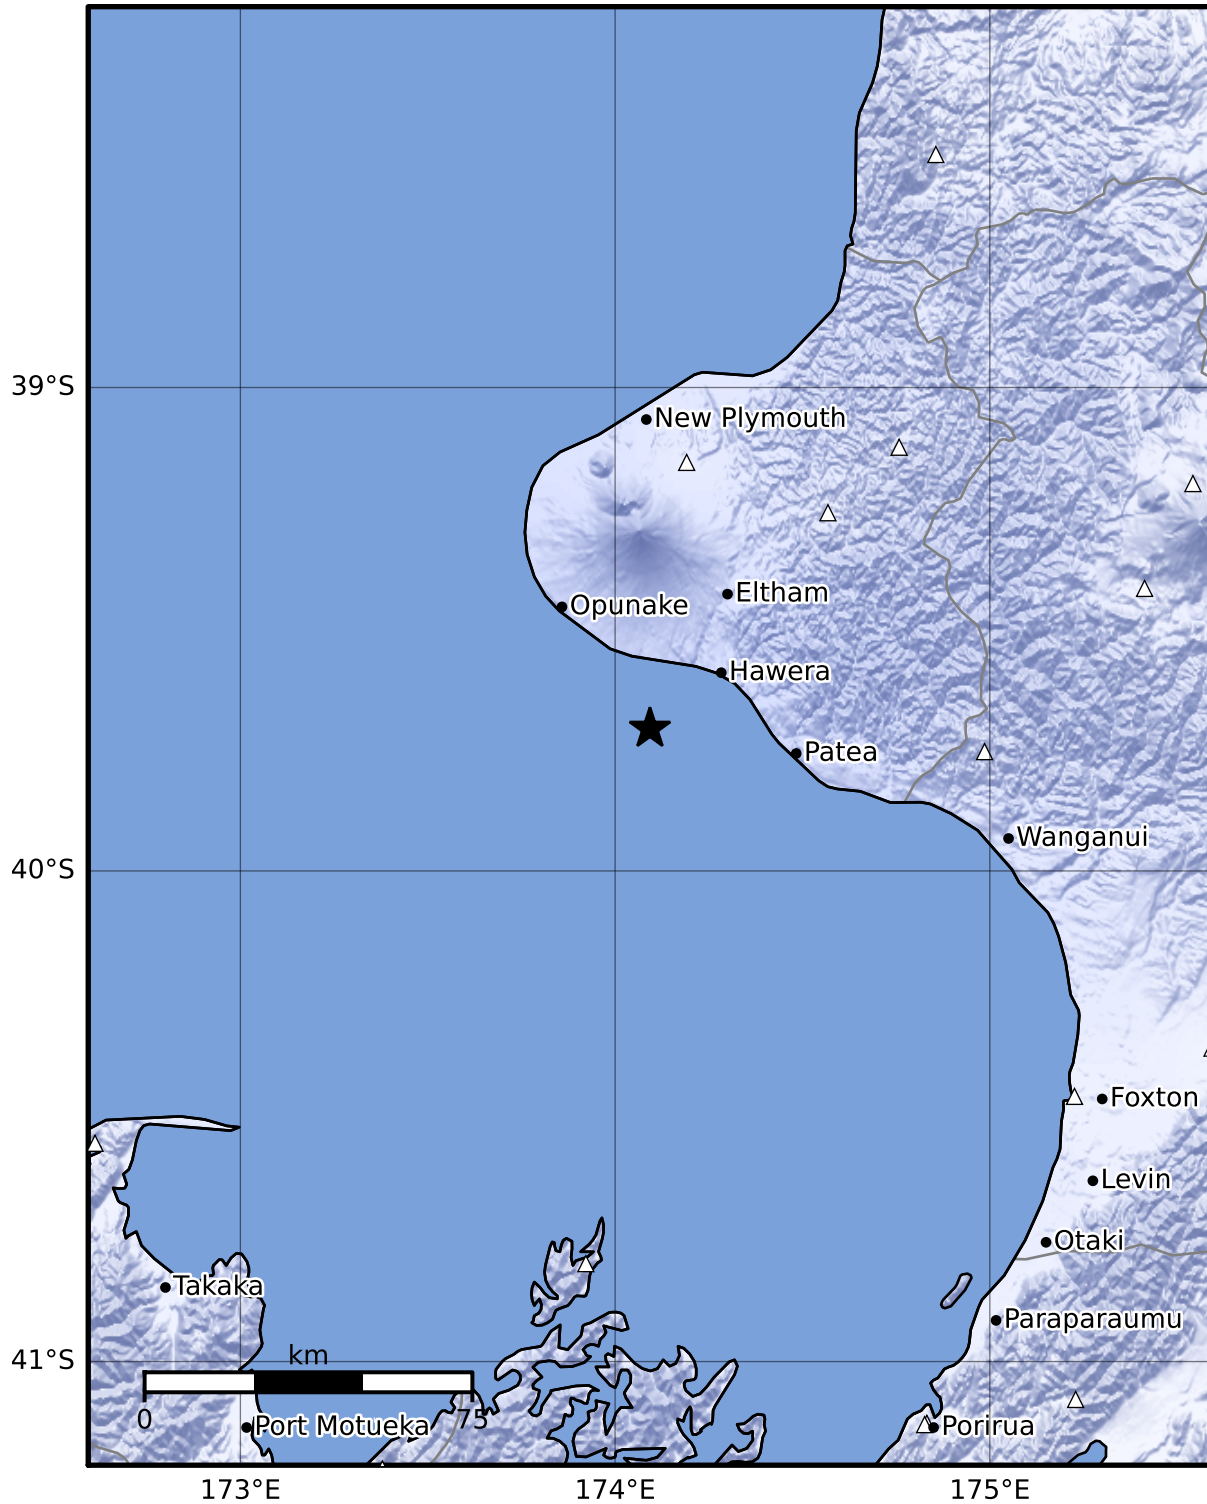 39°S
New Plymouth
Eltham
Opunake
Hawera
Patea
Wanganui
40°S
Foxton
Levin
Otaki
Takaka
Paraparaumu
km
41°S
0
75
Port Motueka
Porirua
173°E
174°E
175°E